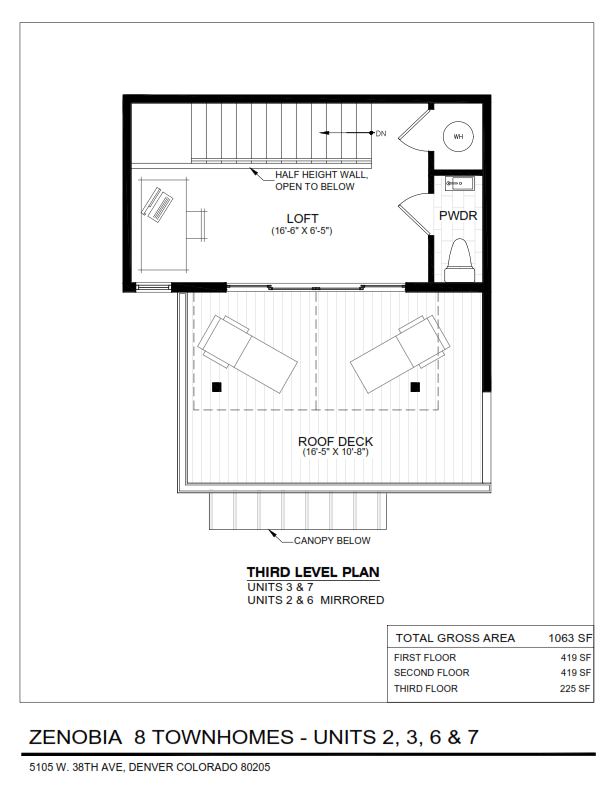 DN
WH
HALF HEIGHT WALL,
OPEN TO BELOW
LOFT
(16'-6" X 6'-5")
PWDR
ROOF DECK
(16'-5" X 10'-8")
CANOPY BELOW
THIRD LEVEL PLAN
UNITS 3 & 7
UNITS 2 & 6 MIRRORED
TOTAL GROSS AREA 1063 SF
FIRST FLOOR 419 SF
SECOND FLOOR 419 SF
THIRD FLOOR 225 SF
ZENOBIA 8 TOWNHOMES - UNITS 2, 3, 6 & 7
5105 W. 38TH AVE, DENVER COLORADO 80205